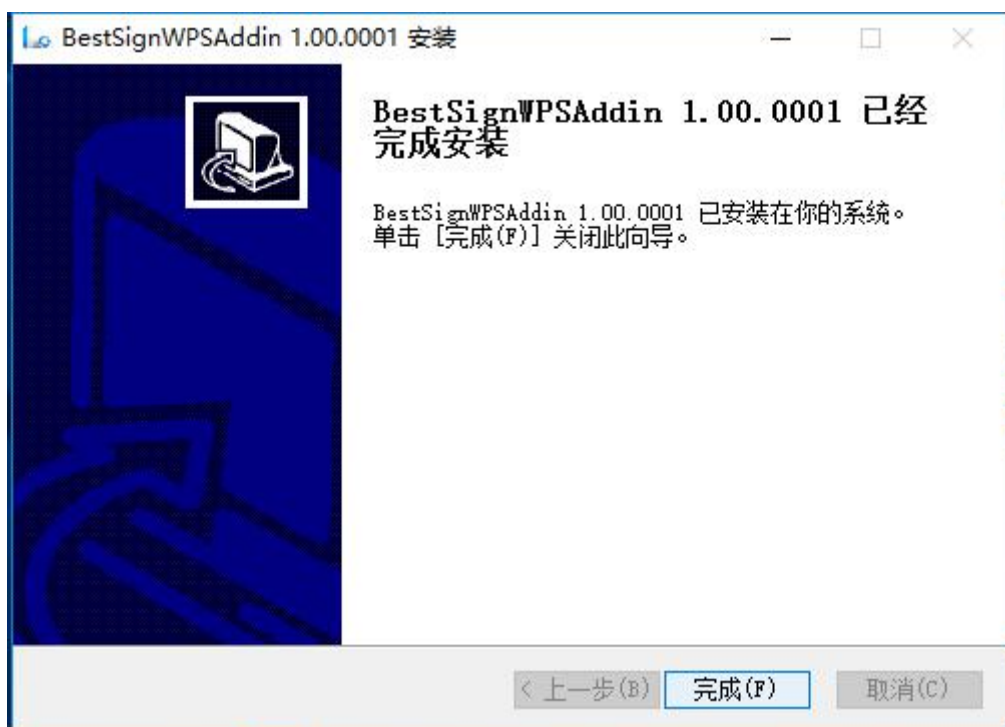 BestSignWPSAddin 1.00.0001 安装
BestSignWPSAddin 1.00.0001 已经
完成安装
BestSignWPSAddin 1.00.0001 已安装在你的系统。
单击 [完成(F)] 关闭此向导。
< 上一步(B) 完成(F) 取消(C)